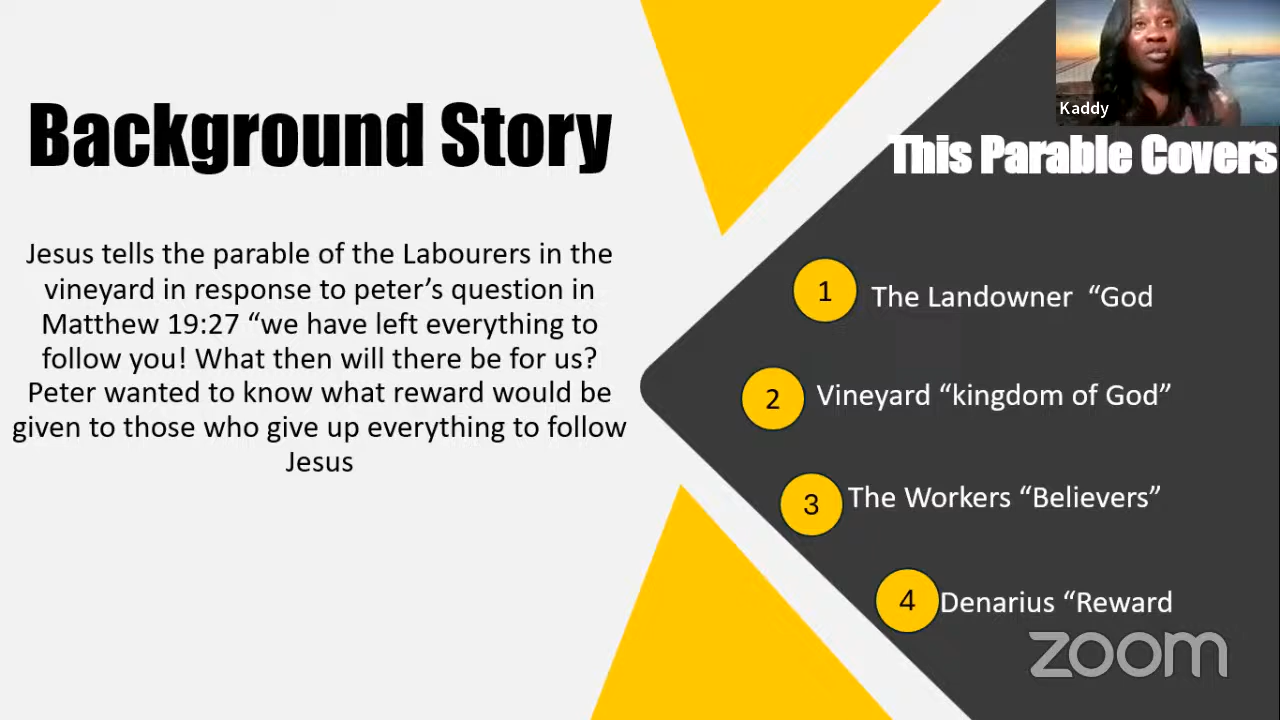 Background Story
Jesus tells the parable of the Labourers in the
vineyard in response to peter’s question in
Matthew 19:27 “we have left everything to
follow you! What then will there be for us?
Peter wanted to know what reward would be
given to those who give up everything to follow
Jesus
Kaddy
This Parable Covers
1 The Landowner “God
2 Vineyard “kingdom of God”
3 The Workers “Believers”
4 Denarius “Reward
zoom